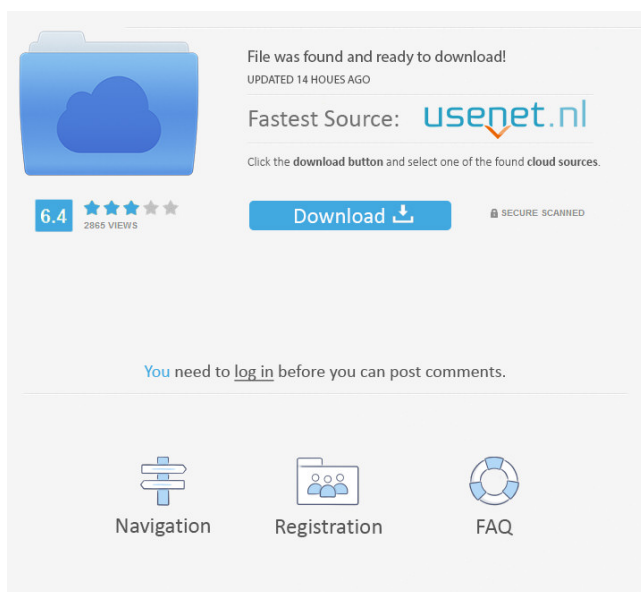 File was found and ready to download!
UPDATED 14 HOUES AGO
Fastest Source: usenet.nl
Click the download button and select one of the found cloud sources.
6.4
2865 VIEWS
Download
SECURE SCANNED
You need to log in before you can post comments.
Navigation
Registration
FAQ